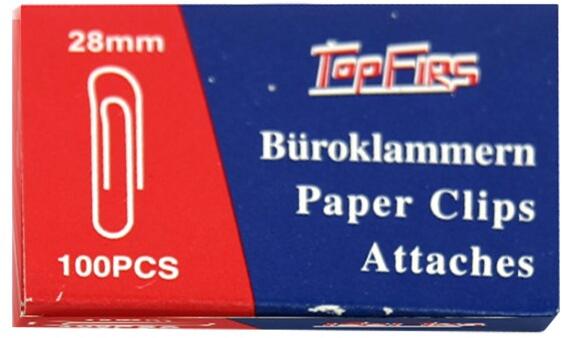 28mm
100PCS
TopFirs
Büroklammern
Paper Clips
Attaches